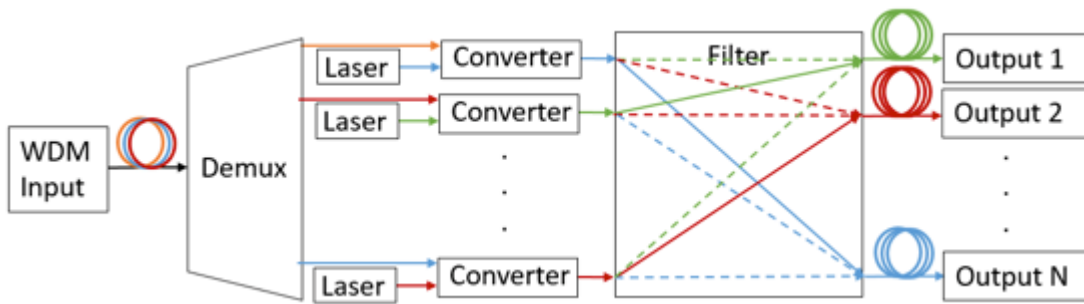 WDM
Input
Demux
Laser
Converter
Laser
Converter
Laser
Converter
Filter
Output 1
Output 2
Output N